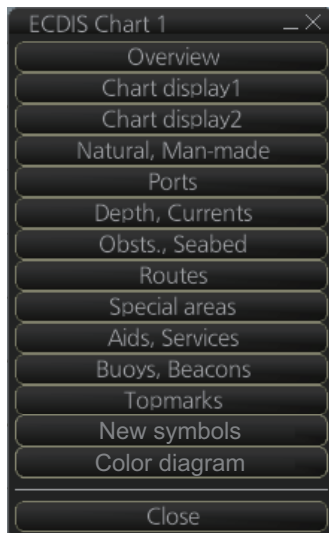 ECDIS Chart 1
Overview
Chart display1
Chart display2
Natural, Man-made
Ports
Depth, Currents
Obsts., Seabed
Routes
Special areas
Aids, Services
Buoys, Beacons
Topmarks
New symbols
Color diagram
Close